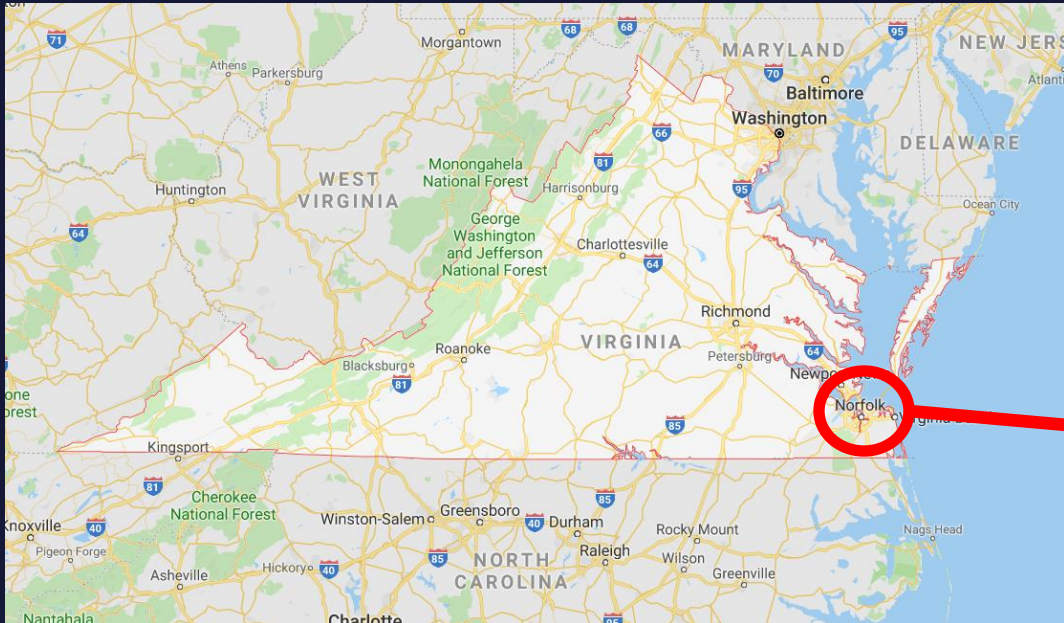 71
68
68
95
Morgantown
MARYLAND
NEW JERS
Athens
Parkersburg
70
Baltimore
Atlanti
Washington
66
DELAWARE
Monongahela
National Forest
81
WEST
VIRGINIA
Huntington
Harrisonburg
95
Ocean City
64
George
Washington
and Jefferson
National Forest
Charlottesville
64
Richmond
VIRGINIA
Roanoke
64
Petersburg
Blacksburg
81
Newpo
one
orest
Norfolk
85
Kingsport
81
Cherokee
National Forest
85
Knoxville
40
Winston-Salem
Greensboro
40
Durham
Rocky Mount
Nags Head
Pigeon Forge
85
Raleigh
Wilson
NORTH
CAROLINA
Hickory
40
Asheville
Greenville
Nantahala
Charlotte
95